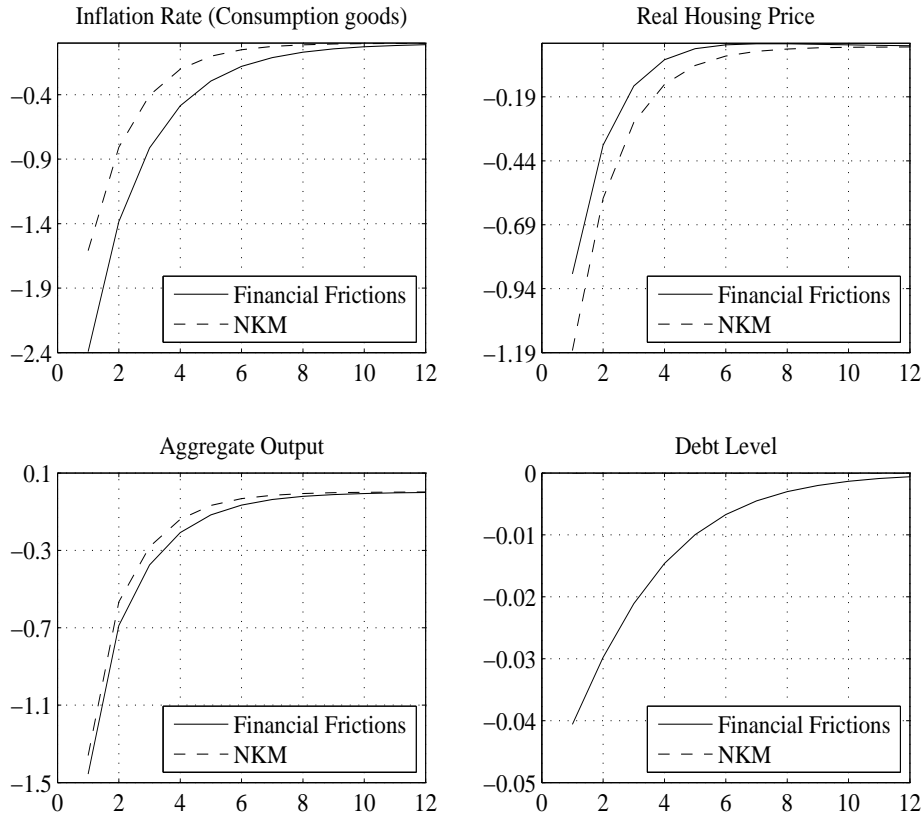 Inflation Rate (Consumption goods)
−0.4
−0.9
−1.4
−1.9
−2.4
0 2 4 6 8 10 12
Financial Frictions
NKM
Real Housing Price
−0.19
−0.44
−0.69
−0.94
−1.19
0 2 4 6 8 10 12
Financial Frictions
NKM
Aggregate Output
0.1
−0.3
−0.7
−1.1
−1.5
0 2 4 6 8 10 12
Financial Frictions
NKM
Debt Level
0
−0.01
−0.02
−0.03
−0.04
−0.05
0 2 4 6 8 10 12
Financial Frictions
NKM